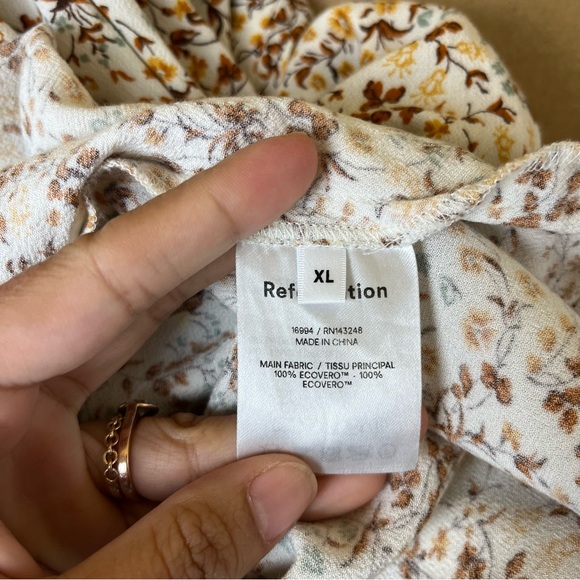 XL
Ref tion
16994 / RN143248
MADE IN CHINA
MAIN FABRIC / TISSU PRINCIPAL
100% ECOVERO™ - 100%
ECOVERO™